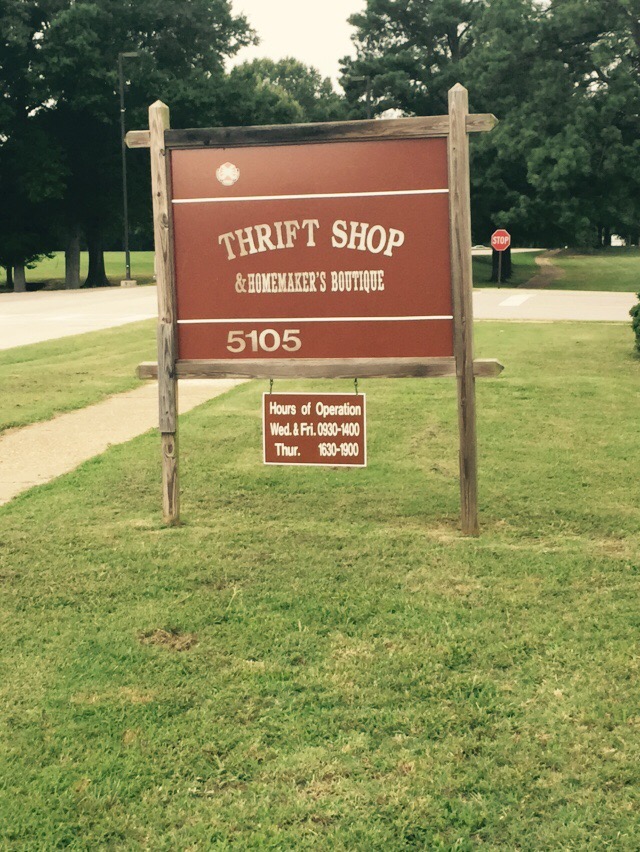 THRIFT SHOP
& HOMEMAKER'S BOUTIQUE
5105
STOP
Hours of Operation
Wed. & Fri. 0930-1400
Thur. 1630-1900